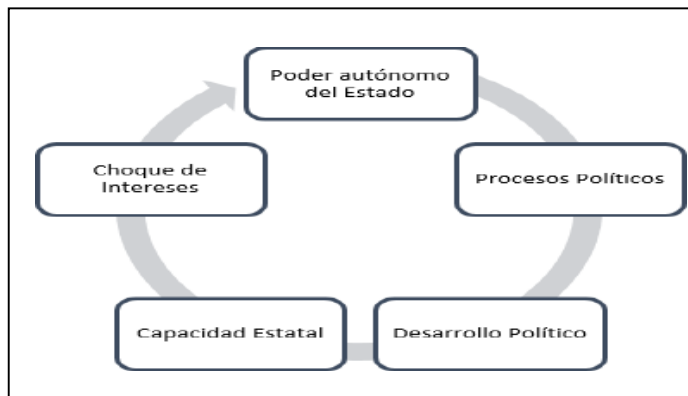 Poder autónomo
del Estado
Procesos Políticos
Desarrollo Político
Capacidad Estatal
Choque de
Intereses